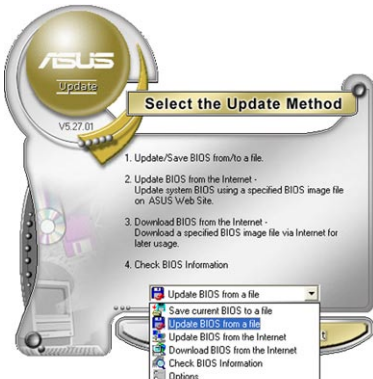 ASUS
Update
V5.27.01
Select the Update Method
1. Update/Save BIOS from/to a file.
2. Update BIOS from the Internet -
Update system BIOS using a specified BIOS image file
on ASUS Web Site.
3. Download BIOS from the Internet -
Download a specified BIOS image file via Internet for
later usage.
4. Check BIOS Information
Update BIOS from a file
Save current BIOS to a file
Update BIOS from a file
Update BIOS from the Internet
Download BIOS from the Internet
Check BIOS Information
Options